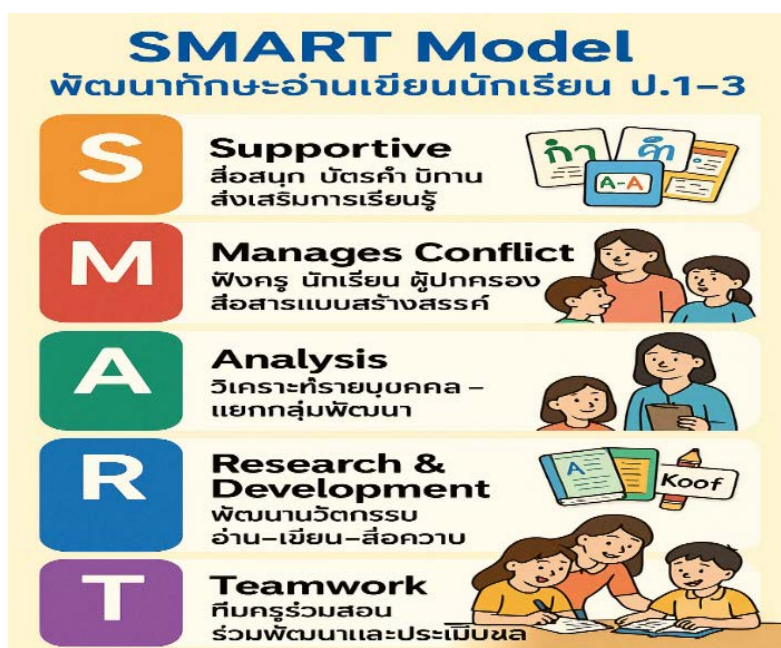 SMART Model
พัฒนาทักษะอ่านเขียนนักเรียน ป.1–3
S
Supportive
สื่อสนุก บัตรคำ นิทาน
ส่งเสริมการเรียนรู้
กำ
A-A
M
Manages Conflict
ฟังครู นักเรียน ผู้ปกครอง
สื่อสารแบบสร้างสรรค์
A
Analysis
วิเคราะห์รายบุบคคล –
แยกกลุ่มพัฒนา
R
Research &
Development
พัฒนานวัตกรรบ
อ่าน–เขียน–สื่อควาบ
A
Koof
T
Teamwork
ทีมครูร่วมสอน
ร่วมพัฒนาและประเมิบขล